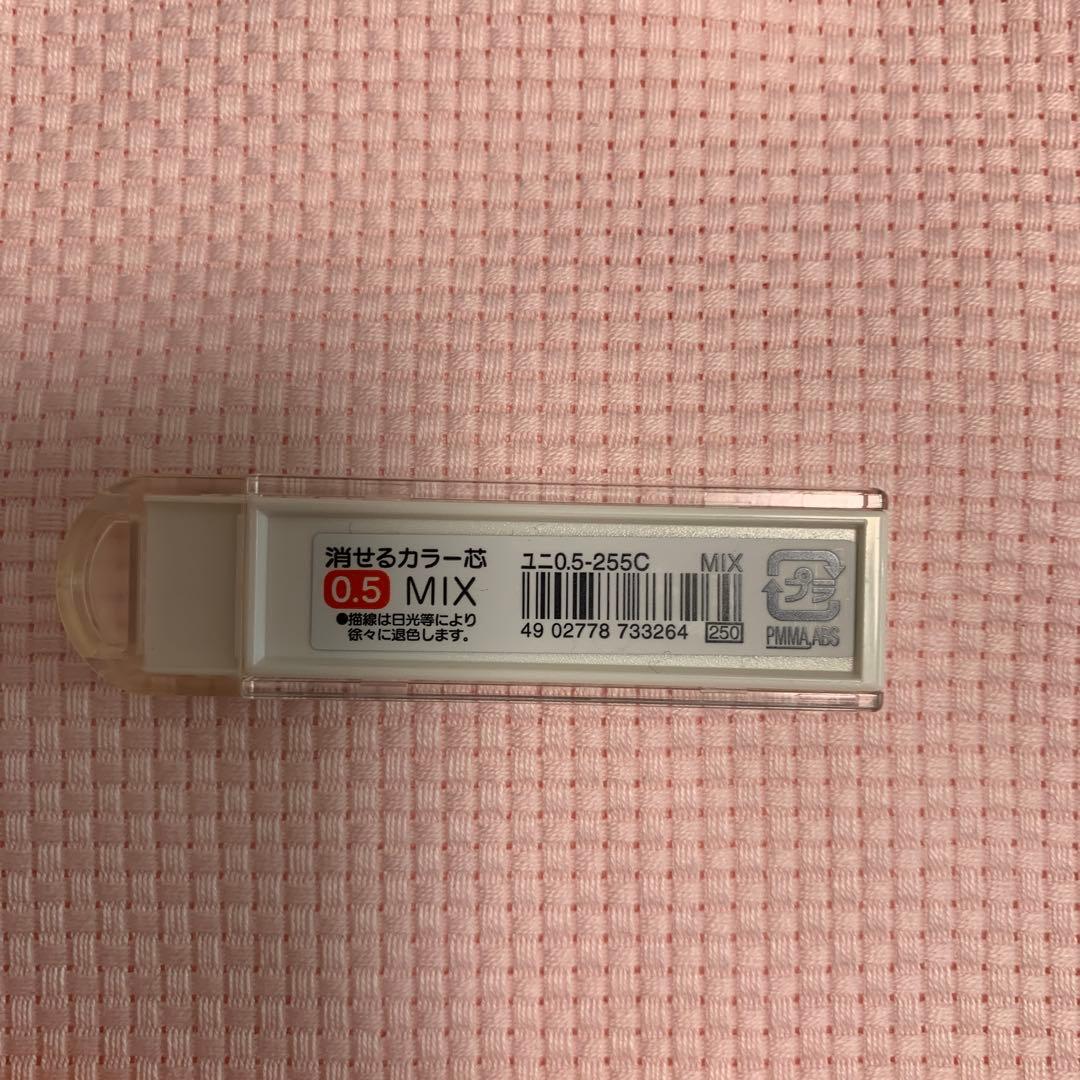 消せるカラー芯
0.5 MIX
●描線は日光等により
徐々に退色します。
ユニ0.5-255C MIX
49 02778 733264 250
プラ
PMMA,ABS